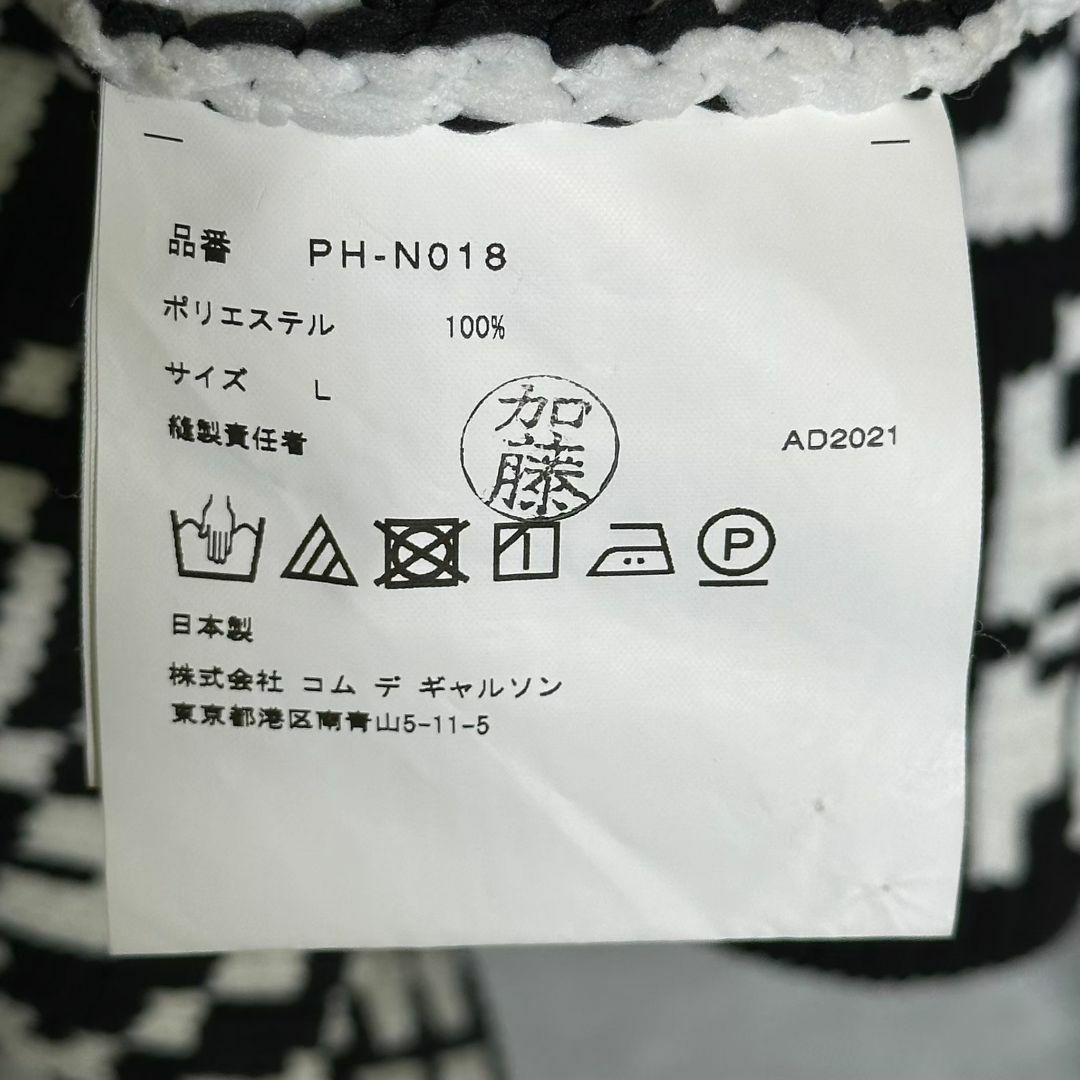 品番 PH-N018
ポリエステル 100%
サイズ L
縫製責任者 加藤 AD2021
P
日本製
株式会社 コム デ ギャルソン
東京都港区南青山5-11-5